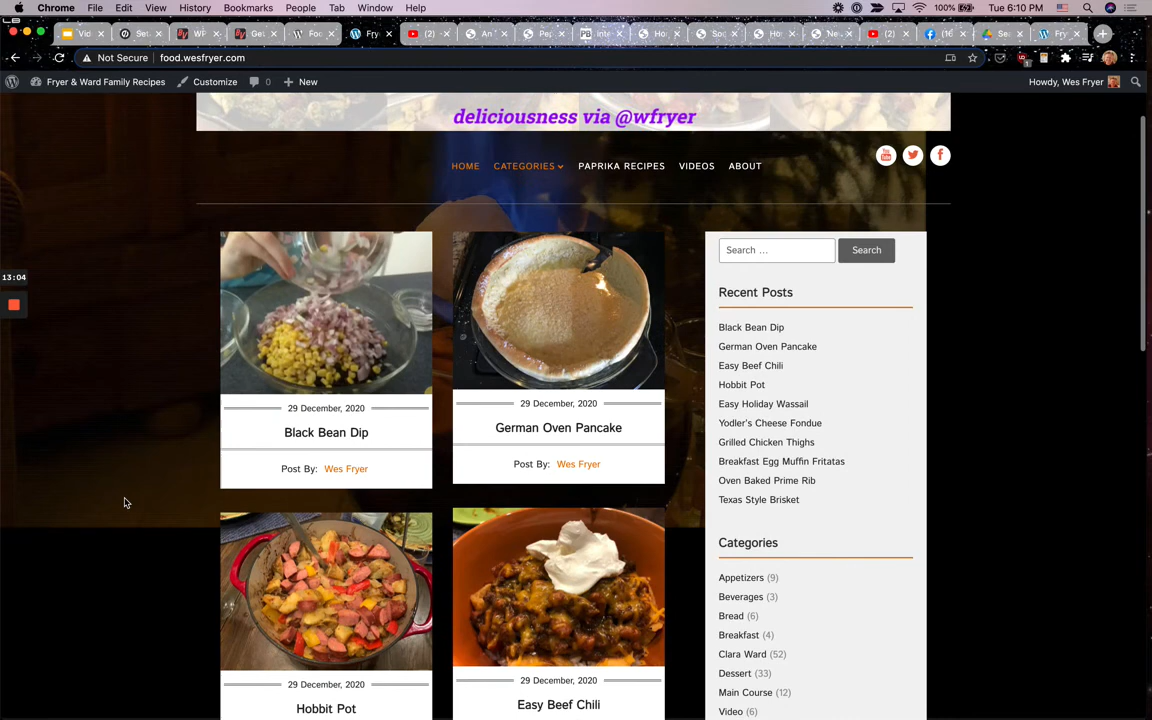 Chrome File Edit View History Bookmarks People Tab Window Help 100% Tue 6:10 PM
Not Secure food.wesfryer.com
Fryer & Ward Family Recipes Customize 0 New Howdy, Wes Fryer
deliciousness via @wfryer
HOME CATEGORIES PAPRIKA RECIPES VIDEOS ABOUT
Search … Search
13:04
Recent Posts
Black Bean Dip
German Oven Pancake
Easy Beef Chili
Hobbit Pot
Easy Holiday Wassail
Yodler's Cheese Fondue
Grilled Chicken Thighs
Breakfast Egg Muffin Fritatas
Oven Baked Prime Rib
Texas Style Brisket
29 December, 2020
Black Bean Dip
Post By: Wes Fryer
29 December, 2020
German Oven Pancake
Post By: Wes Fryer
Categories
Appetizers (9)
Beverages (3)
Bread (6)
Breakfast (4)
Clara Ward (52)
Dessert (33)
Main Course (12)
Video (6)
29 December, 2020
Hobbit Pot
29 December, 2020
Easy Beef Chili